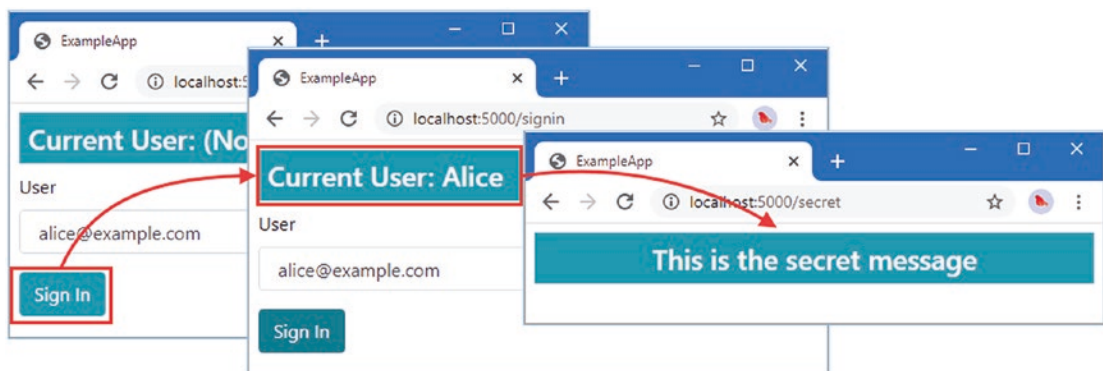 ExampleApp
localhost:5
Current User: (No
User
alice@example.com
Sign In
ExampleApp
localhost:5000/signin
Current User: Alice
User
alice@example.com
Sign In
ExampleApp
localhost:5000/secret
This is the secret message